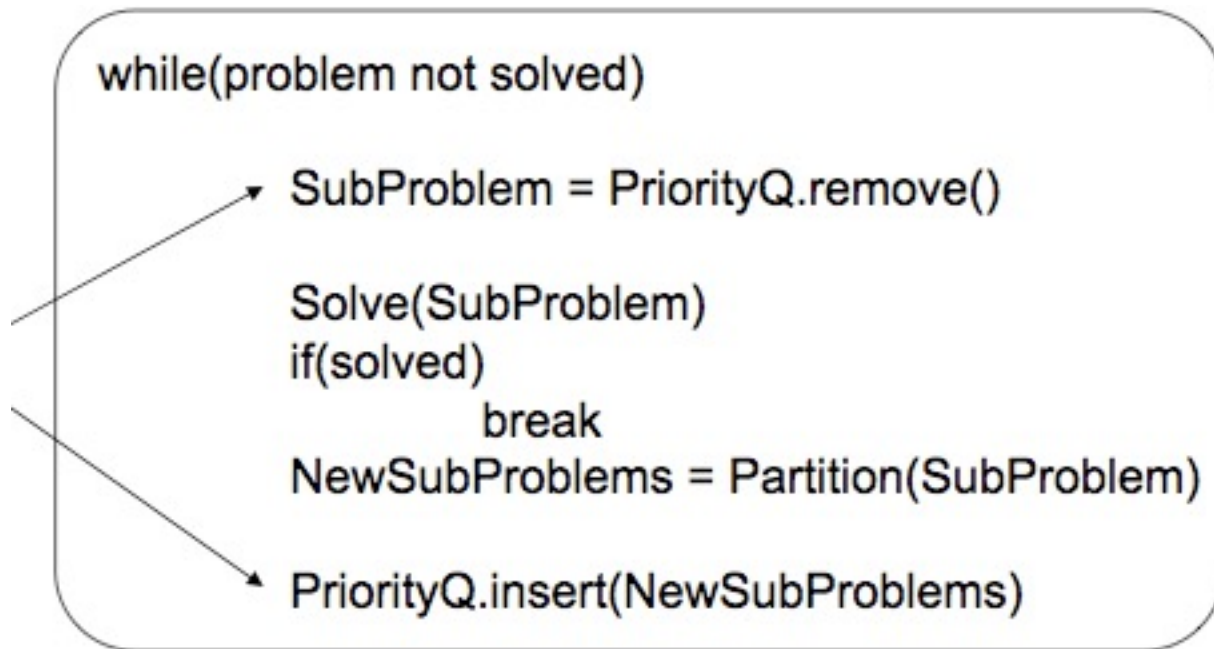 while(problem not solved)
SubProblem = PriorityQ.remove()
Solve(SubProblem)
if(solved)
break
NewSubProblems = Partition(SubProblem)
PriorityQ.insert(NewSubProblems)